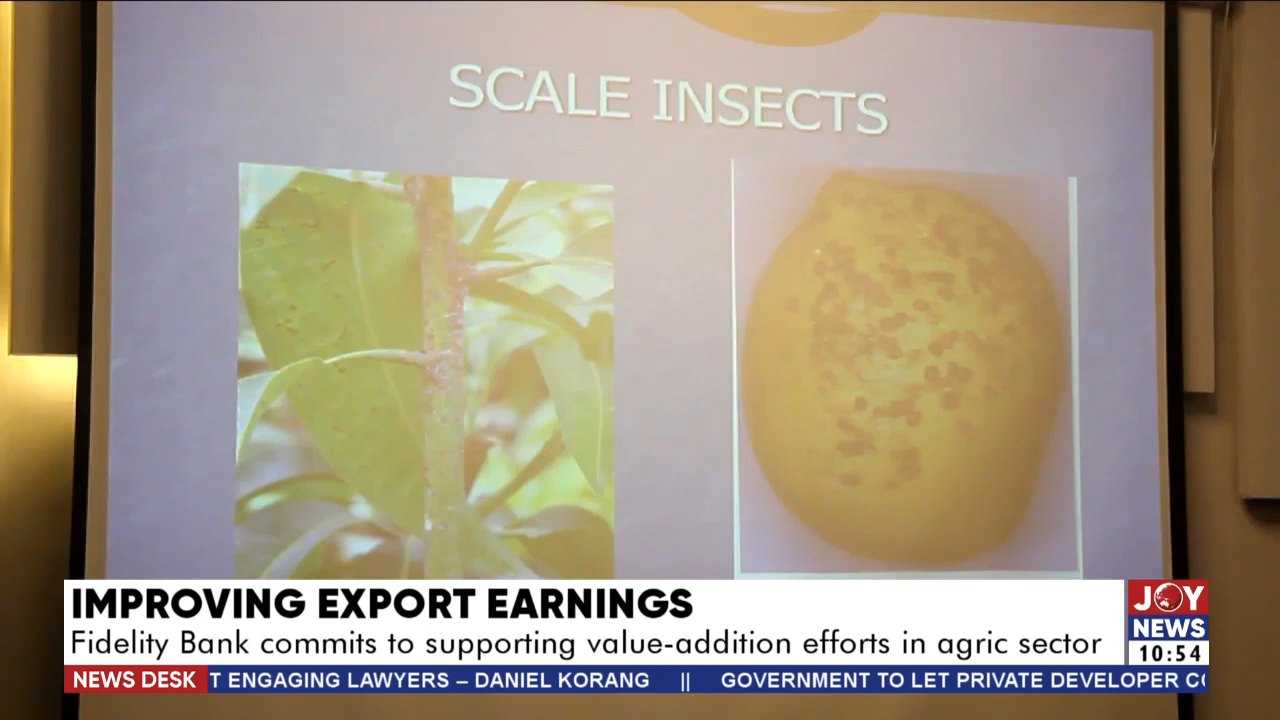 SCALE INSECTS
IMPROVING EXPORT EARNINGS
Fidelity Bank commits to supporting value-addition efforts in agric sector
JOY
NEWS
10:54
NEWS DESK
T ENGAGING LAWYERS – DANIEL KORANG || GOVERNMENT TO LET PRIVATE DEVELOPER